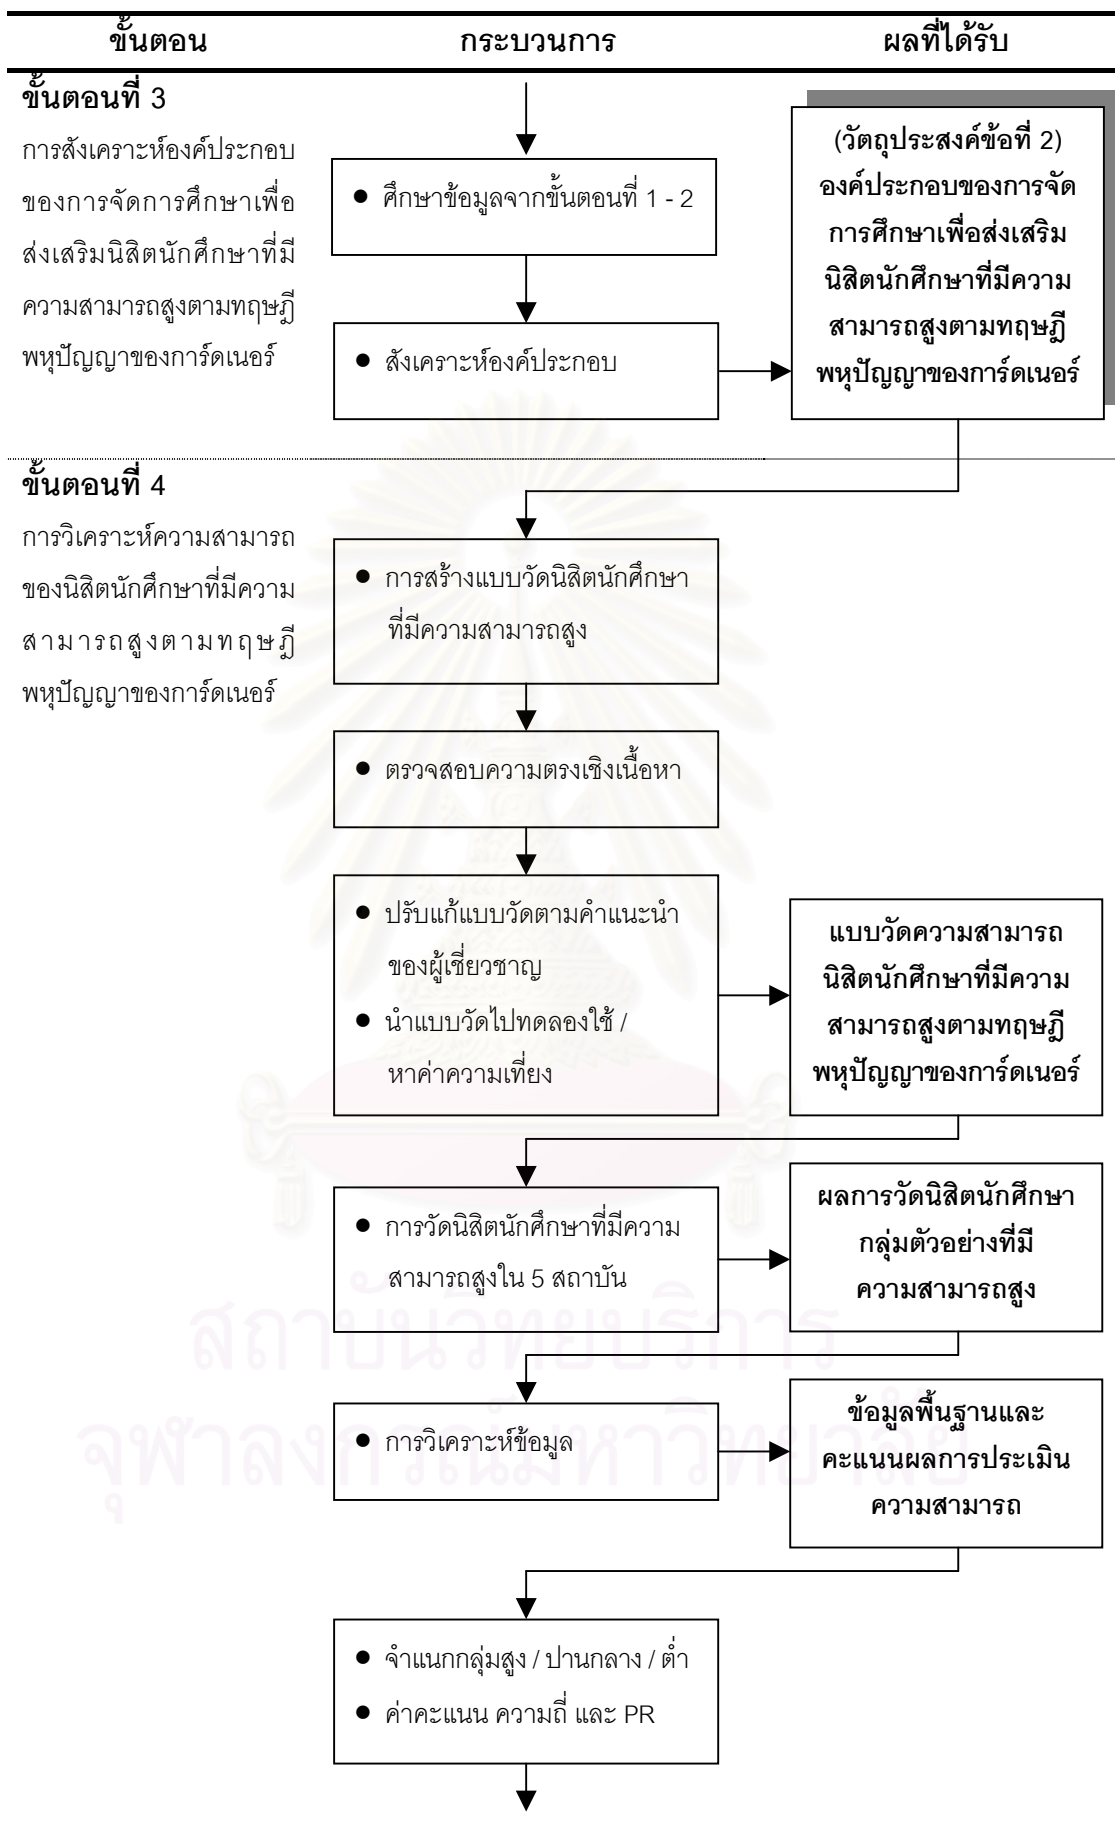 ขั้นตอน กระบวนการ ผลที่ได้รับ
ขั้นตอนที่ 3
การสังเคราะห์องค์ประกอบ
ของการจัดการศึกษาเพื่อ
ส่งเสริมนิสิตนักศึกษาที่มี
ความสามารถสูงตามทฤษฎี
พหุปัญญาของการ์ดเนอร์
● ศึกษาข้อมูลจากขั้นตอนที่ 1 - 2
● สังเคราะห์องค์ประกอบ
(วัตถุประสงค์ข้อที่ 2)
องค์ประกอบของการจัด
การศึกษาเพื่อส่งเสริม
นิสิตนักศึกษาที่มีความ
สามารถสูงตามทฤษฎี
พหุปัญญาของการ์ดเนอร์
ขั้นตอนที่ 4
การวิเคราะห์ความสามารถ
ของนิสิตนักศึกษาที่มีความ
สามารถสูงตามทฤษฎี
พหุปัญญาของการ์ดเนอร์
● การสร้างแบบวัดนิสิตนักศึกษา
ที่มีความสามารถสูง
● ตรวจสอบความตรงเชิงเนื้อหา
● ปรับแก้แบบวัดตามคำแนะนำ
ของผู้เชี่ยวชาญ
● นำแบบวัดไปทดลองใช้ /
หาค่าความเที่ยง
แบบวัดความสามารถ
นิสิตนักศึกษาที่มีความ
สามารถสูงตามทฤษฎี
พหุปัญญาของการ์ดเนอร์
● การวัดนิสิตนักศึกษาที่มีความ
สามารถสูงใน 5 สถาบัน
ผลการวัดนิสิตนักศึกษา
กลุ่มตัวอย่างที่มี
ความสามารถสูง
สถาบันวิทยบริการ
จุฬาลงกรณ์มหาวิทยาลัย
● การวิเคราะห์ข้อมูล
ข้อมูลพื้นฐานและ
คะแนนผลการประเมิน
ความสามารถ
● จำแนกกลุ่มสูง / ปานกลาง / ต่ำ
● ค่าคะแนน ความถี่ และ PR